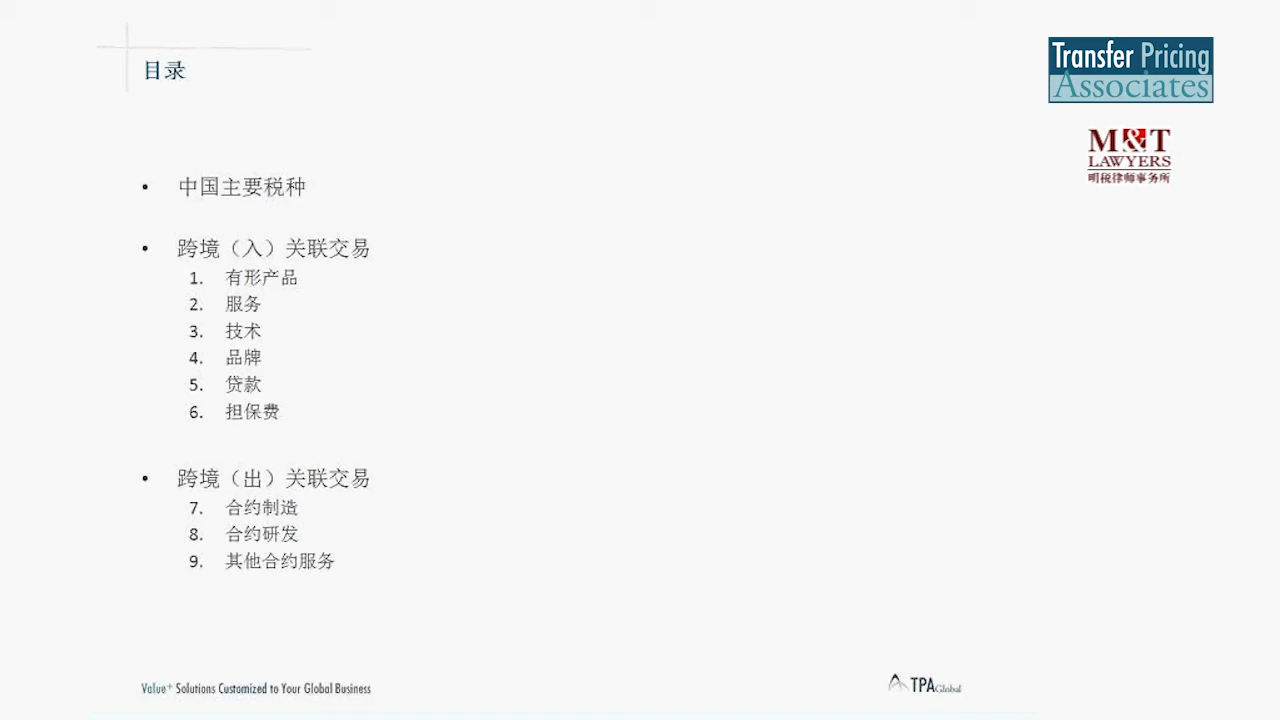 目录
Transfer Pricing
Associates
M&T
LAWYERS
明税律师事务所
• 中国主要税种
• 跨境（入）关联交易
1. 有形产品
2. 服务
3. 技术
4. 品牌
5. 贷款
6. 担保费
• 跨境（出）关联交易
7. 合约制造
8. 合约研发
9. 其他合约服务
Value+ Solutions Customized to Your Global Business
TPA Global